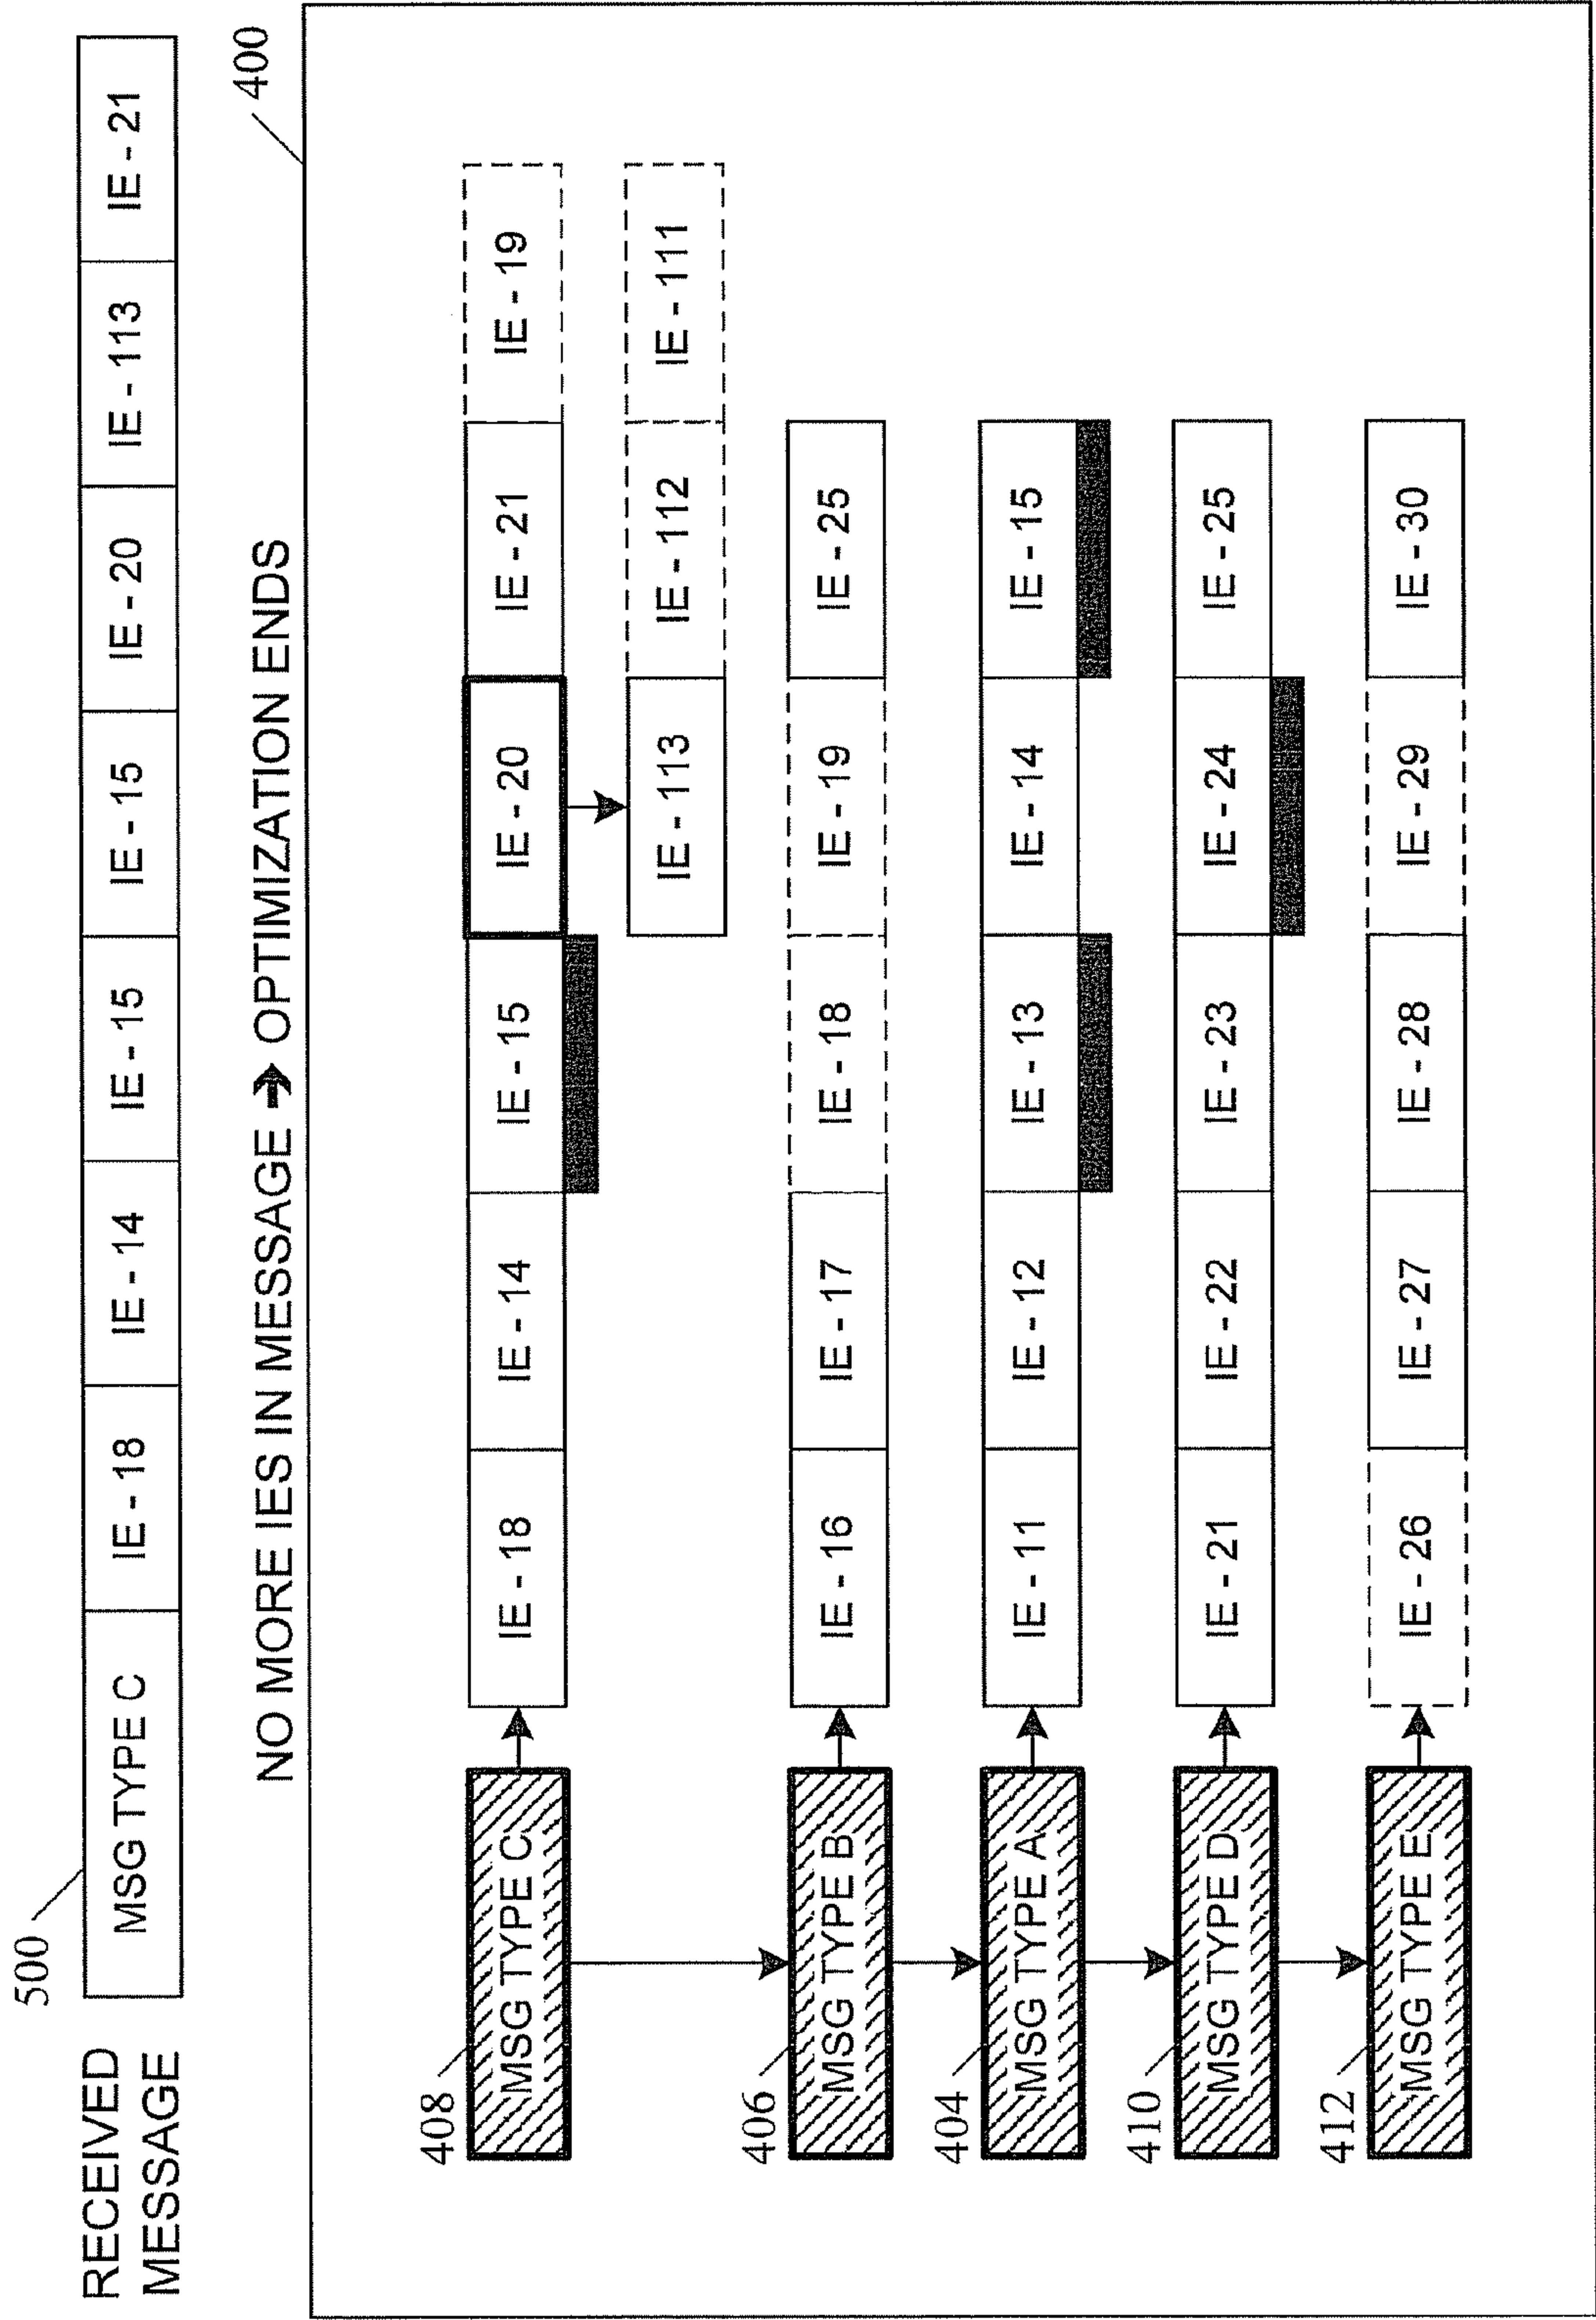 500
RECEIVED MESSAGE
MSG TYPE C IE - 18 IE - 14 IE - 15 IE - 15 IE - 20 IE - 113 IE - 21
NO MORE IES IN MESSAGE ➔ OPTIMIZATION ENDS
400
408
MSG TYPE C IE - 18 IE - 14 IE - 15 IE - 20 IE - 21 IE - 19
IE - 113 IE - 112 IE - 111
406
MSG TYPE B IE - 16 IE - 17 IE - 18 IE - 19 IE - 25
404
MSG TYPE A IE - 11 IE - 12 IE - 13 IE - 14 IE - 15
410
MSG TYPE D IE - 21 IE - 22 IE - 23 IE - 24 IE - 25
412
MSG TYPE E IE - 26 IE - 27 IE - 28 IE - 29 IE - 30